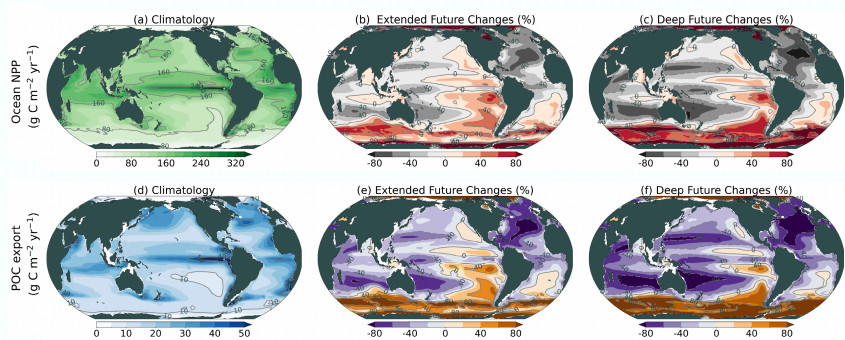 (a) Climatology
(b) Extended Future Changes (%)
(c) Deep Future Changes (%)
Ocean NPP
(g C m⁻² yr⁻¹)
0 80 160 240 320
-80 -40 0 40 80
-80 -40 0 40 80
(d) Climatology
(e) Extended Future Changes (%)
(f) Deep Future Changes (%)
POC export
(g C m⁻² yr⁻¹)
0 10 20 30 40 50
-80 -40 0 40 80
-80 -40 0 40 80